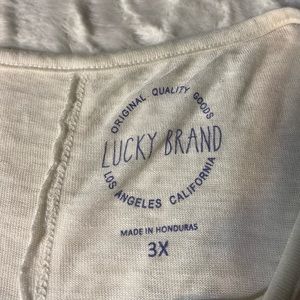 ORIGINAL QUALITY GOODS
LUCKY BRAND
LOS ANGELES CALIFORNIA
MADE IN HONDURAS
3X